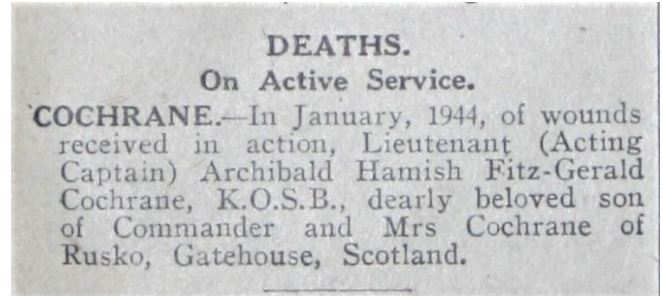 DEATHS.
On Active Service.
COCHRANE.—In January, 1944, of wounds
received in action, Lieutenant (Acting
Captain) Archibald Hamish Fitz-Gerald
Cochrane, K.O.S.B., dearly beloved son
of Commander and Mrs Cochrane of
Rusko, Gatehouse, Scotland.